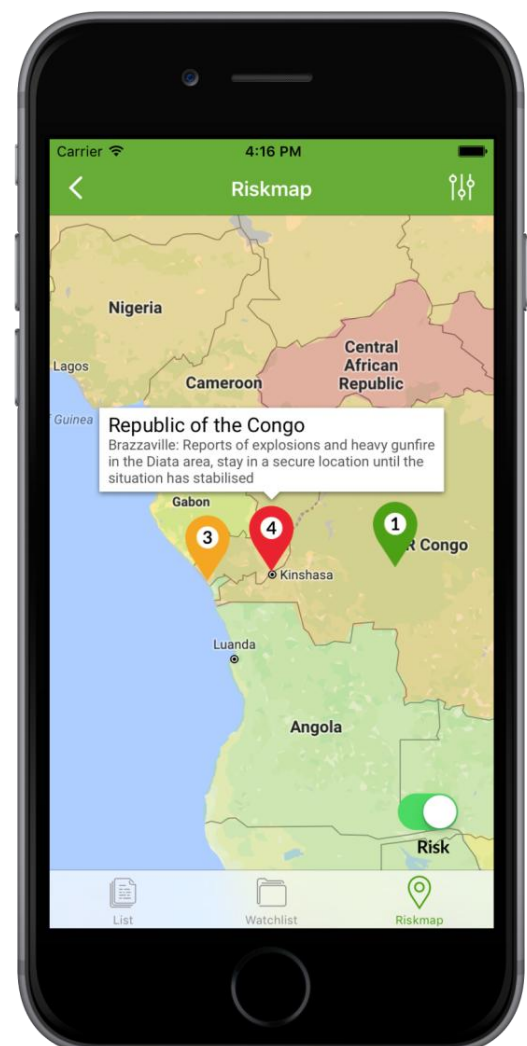 Carrier
4:16 PM
Riskmap
Nigeria
Lagos
Central
African
Republic
Cameroon
Guinea
Republic of the Congo
Brazzaville: Reports of explosions and heavy gunfire
in the Diata area, stay in a secure location until the
situation has stabilised
Gabon
3
4
1
R Congo
Kinshasa
Luanda
Angola
Risk
List
Watchlist
Riskmap